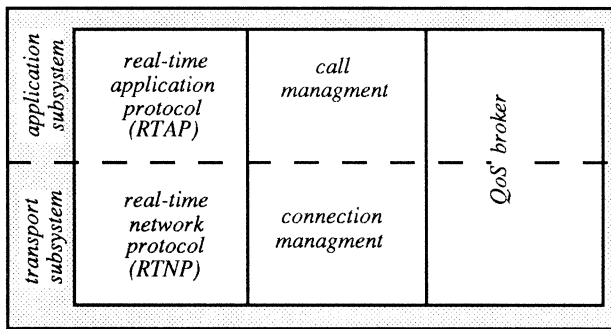 application
subsystem
real-time
application
protocol
(RTAP)
call
managment
QoS broker
transport
subsystem
real-time
network
protocol
(RTNP)
connection
managment